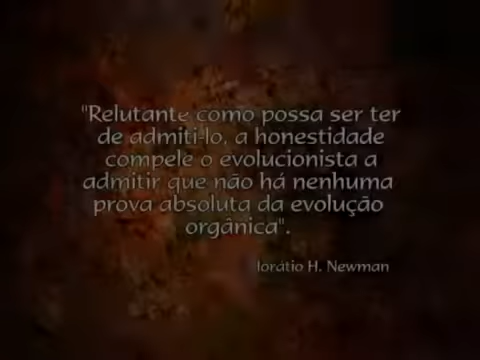 "Relutante como possa ser ter
de admiti-lo, a honestidade
compele o evolucionista a
admitir que não há nenhuma
prova absoluta da evolução
orgânica".
Horátio H. Newman